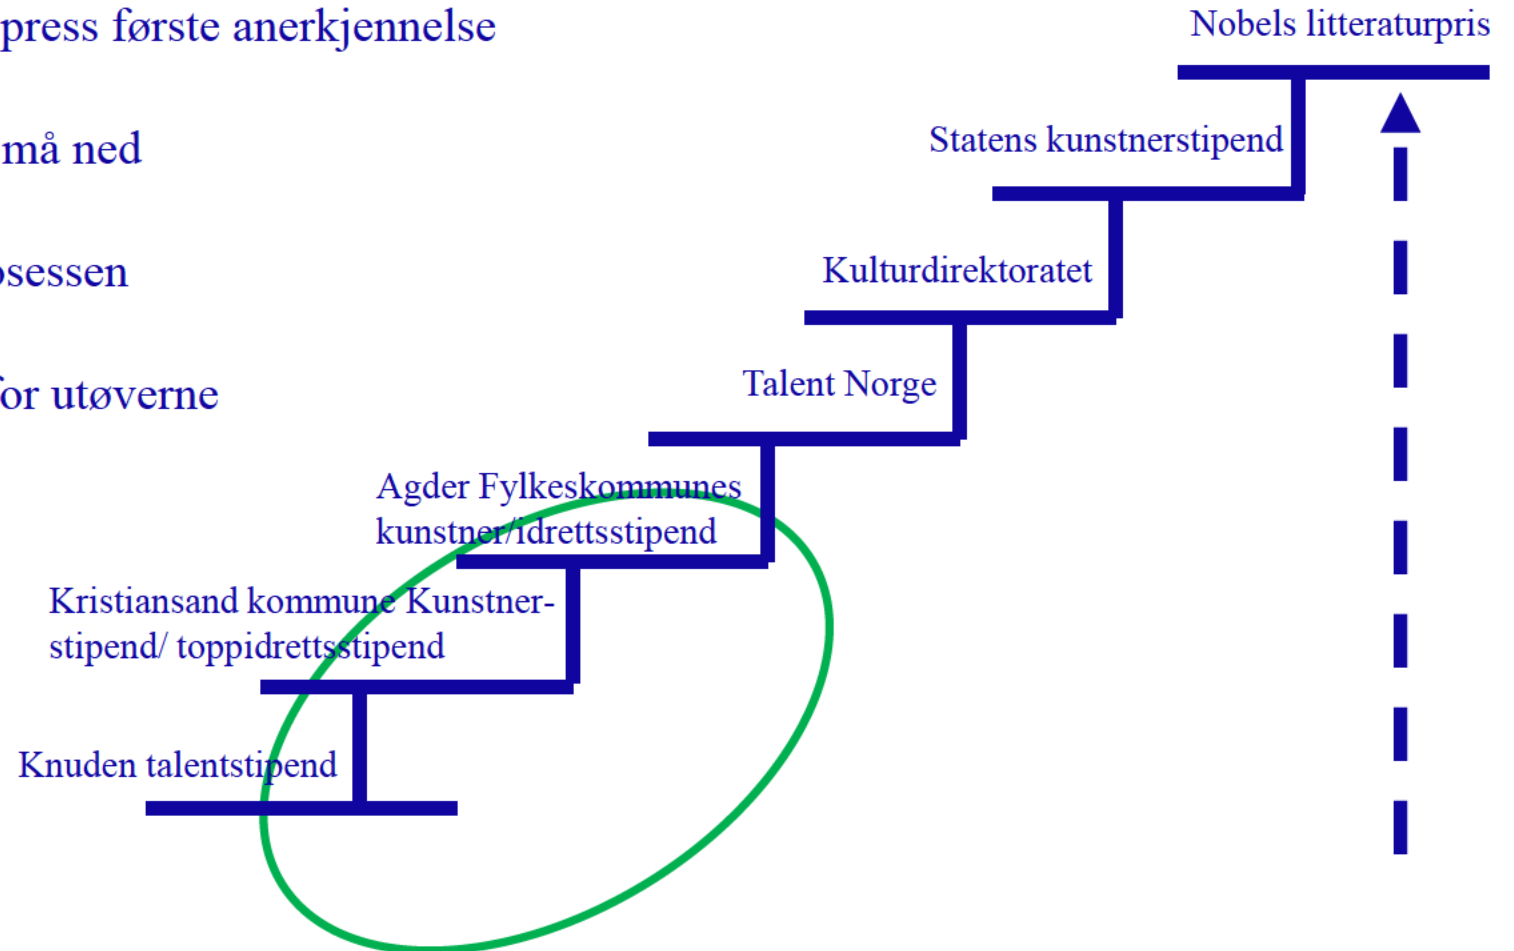 press første anerkjennelse
må ned
sessen
or utøverne
Nobels litteraturpris
Statens kunstnerstipend
Kulturdirektoratet
Talent Norge
Agder Fylkeskommunes
kunstner/idrettsstipend
Kristiansand kommune Kunstner-
stipend/ toppidrettsstipend
Knuden talentstipend